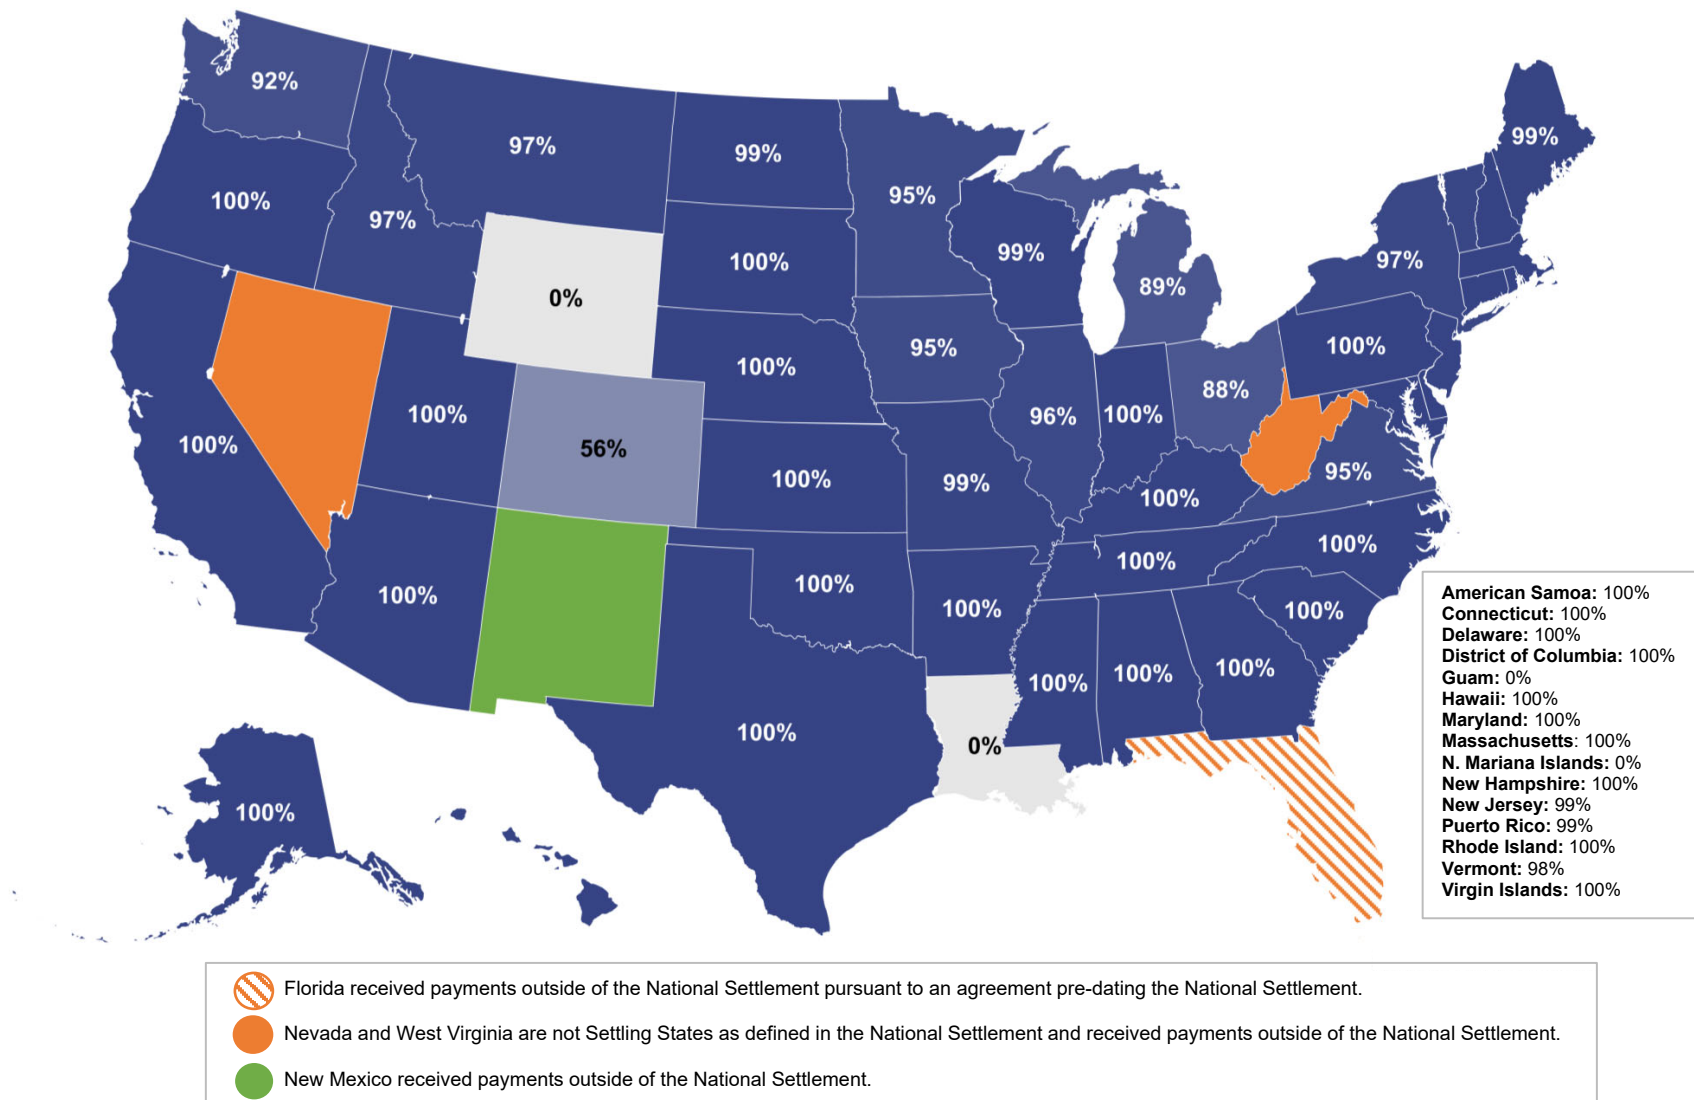 92%
97%
99%
99%
100%
97%
95%
99%
97%
100%
89%
0%
100%
95%
100%
100%
88%
100%
100%
96%
100%
56%
95%
100%
99%
100%
100%
100%
100%
100%
100%
100%
100%
100%
100%
100%
100%
0%
100%
American Samoa: 100%
Connecticut: 100%
Delaware: 100%
District of Columbia: 100%
Guam: 0%
Hawaii: 100%
Maryland: 100%
Massachusetts: 100%
N. Mariana Islands: 0%
New Hampshire: 100%
New Jersey: 99%
Puerto Rico: 99%
Rhode Island: 100%
Vermont: 98%
Virgin Islands: 100%
Florida received payments outside of the National Settlement pursuant to an agreement pre-dating the National Settlement.
Nevada and West Virginia are not Settling States as defined in the National Settlement and received payments outside of the National Settlement.
New Mexico received payments outside of the National Settlement.